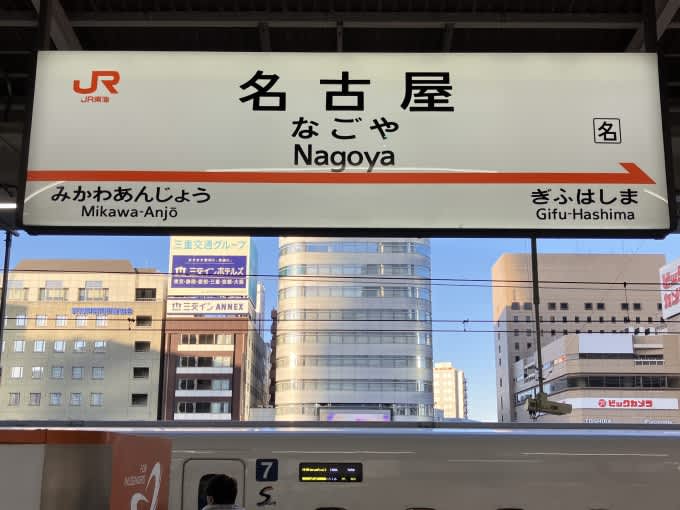 JR
JR東海
名古屋
なごや
Nagoya
名
みかわあんじょう
Mikawa-Anjō
ぎふはしま
Gifu-Hashima
三重交通グループ
三交インホテルズ
三交イン ANNEX
ビックカメラ
TOSHIBA
FOR
PASSENGERS
7
S